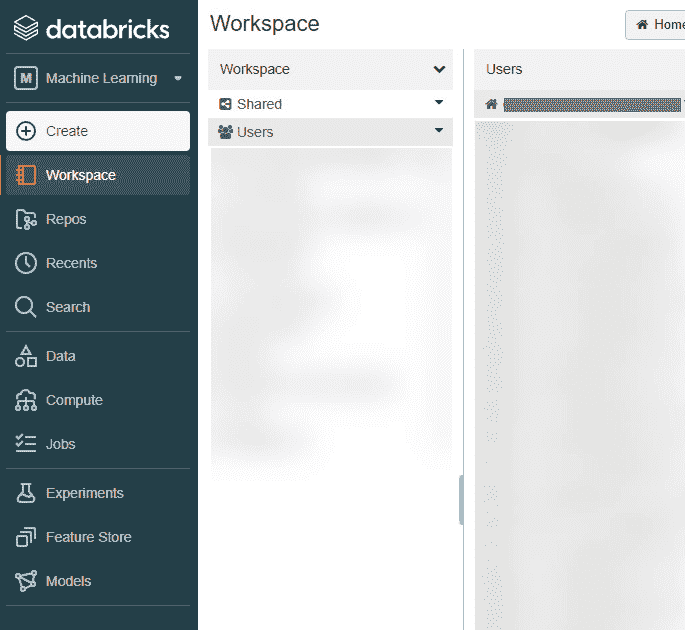 databricks
M Machine Learning
Create
Workspace
Repos
Recents
Search
Data
Compute
Jobs
Experiments
Feature Store
Models
Workspace
Home
Workspace
Shared
Users
Users